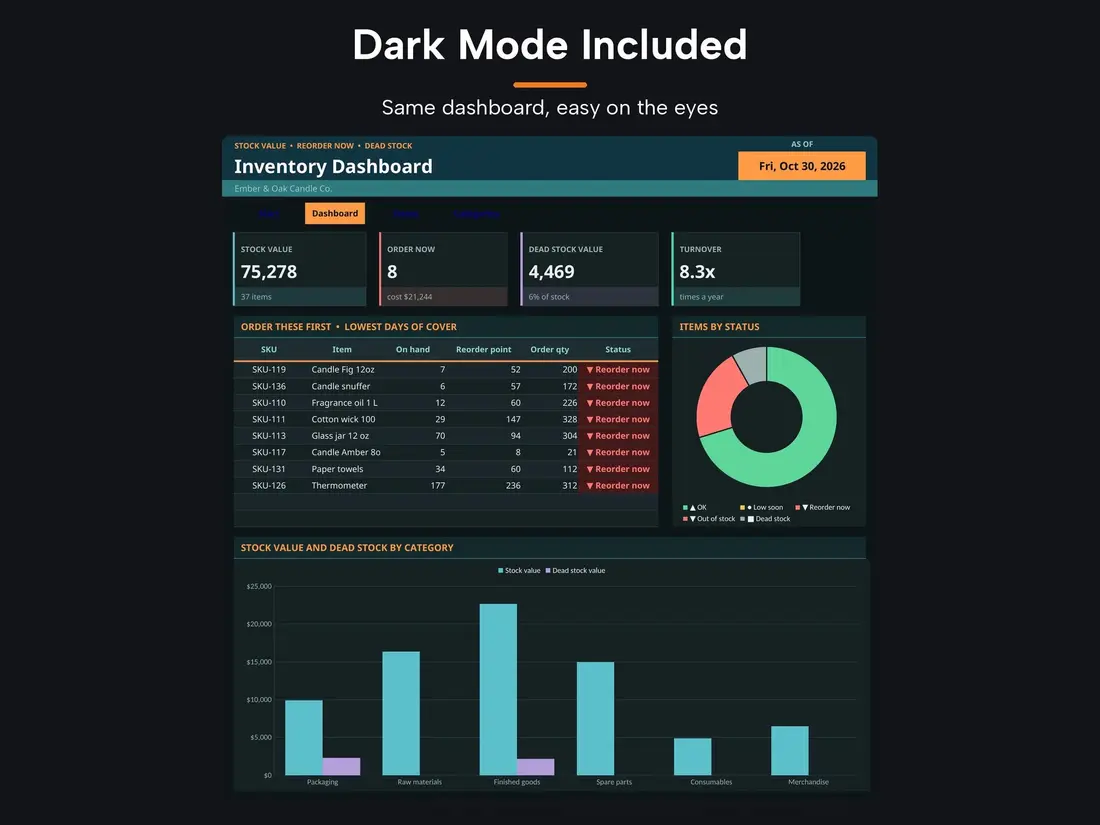 Dark Mode Included
Same dashboard, easy on the eyes
STOCK VALUE • REORDER NOW • DEAD STOCK
AS OF
Inventory Dashboard
Fri, Oct 30, 2026
Ember & Oak Candle Co.
Dashboard
STOCK VALUE
75,278
37 items
ORDER NOW
8
cost $21,244
DEAD STOCK VALUE
4,469
6% of stock
TURNOVER
8.3x
times a year
ORDER THESE FIRST • LOWEST DAYS OF COVER
SKU Item On hand Reorder point Order qty Status
SKU-119 Candle Fig 12oz 7 52 200 ▼ Reorder now
SKU-136 Candle snuffer 6 57 172 ▼ Reorder now
SKU-110 Fragrance oil 1 L 12 60 226 ▼ Reorder now
SKU-111 Cotton wick 100 29 147 328 ▼ Reorder now
SKU-113 Glass jar 12 oz 70 94 304 ▼ Reorder now
SKU-117 Candle Amber 8o 5 8 21 ▼ Reorder now
SKU-131 Paper towels 34 60 112 ▼ Reorder now
SKU-126 Thermometer 177 236 312 ▼ Reorder now
ITEMS BY STATUS
▲ OK ● Low soon ▼ Reorder now
▼ Out of stock ■ Dead stock
STOCK VALUE AND DEAD STOCK BY CATEGORY
Stock value Dead stock value
$25,000
$20,000
$15,000
$10,000
$5,000
$0
Packaging Raw materials Finished goods Spare parts Consumables Merchandise